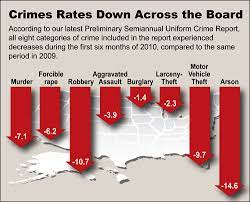 Crimes Rates Down Across the Board
According to our latest Preliminary Semiannual Uniform Crime Report,
all eight categories of crime included in the report experienced
decreases during the first six months of 2010, compared to the same
period in 2009.
Murder
Forcible
rape
Robbery
Aggravated
Assault
Burglary
Larceny-
Theft
Motor
Vehicle
Theft
Arson
-7.1
-6.2
-10.7
-3.9
-1.4
-2.3
-9.7
-14.6